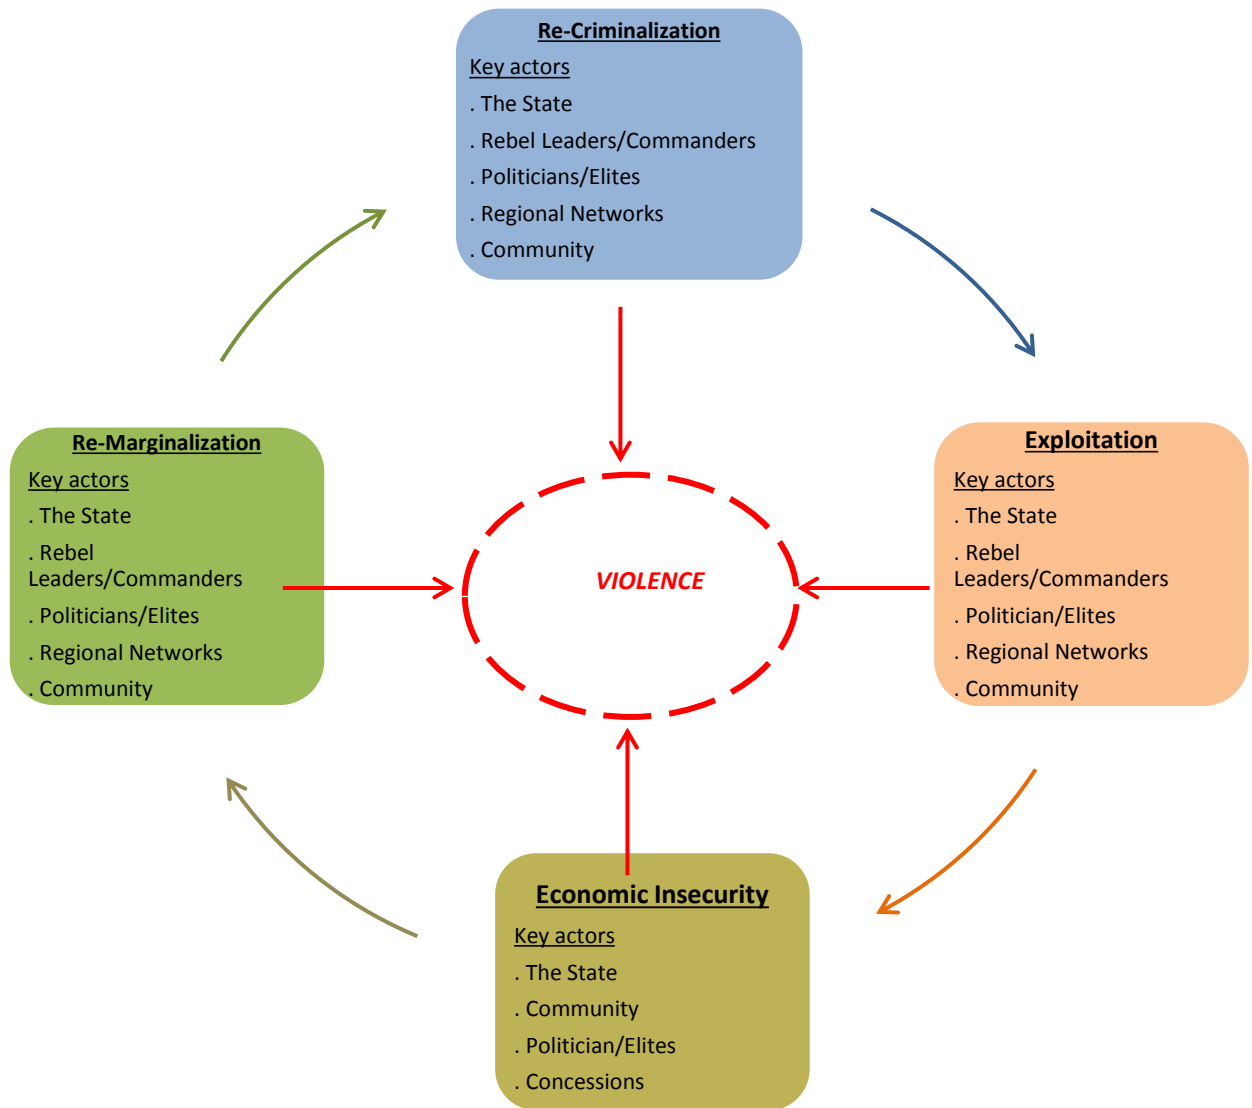 Re-Criminalization
Key actors
. The State
. Rebel Leaders/Commanders
. Politicians/Elites
. Regional Networks
. Community
Re-Marginalization
Key actors
. The State
. Rebel
Leaders/Commanders
. Politicians/Elites
. Regional Networks
. Community
VIOLENCE
Exploitation
Key actors
. The State
. Rebel
Leaders/Commanders
. Politician/Elites
. Regional Networks
. Community
Economic Insecurity
Key actors
. The State
. Community
. Politician/Elites
. Concessions